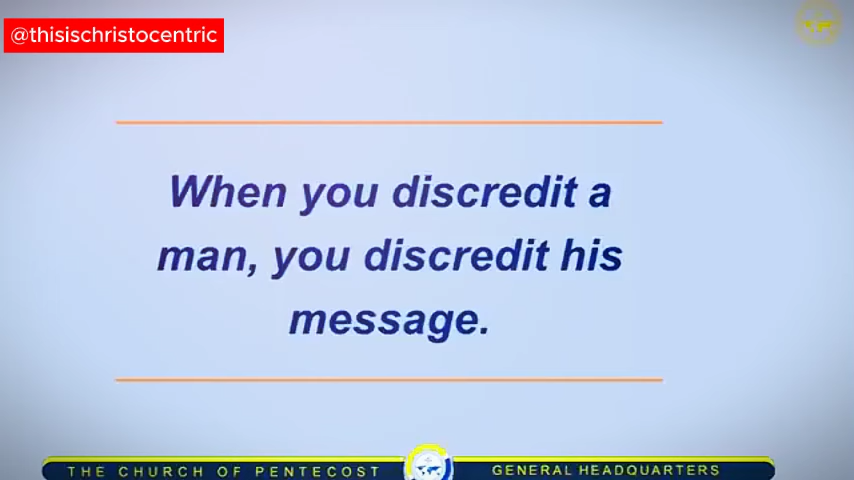 @thisischristocentric
When you discredit a
man, you discredit his
message.
THE CHURCH OF PENTECOST
GENERAL HEADQUARTERS